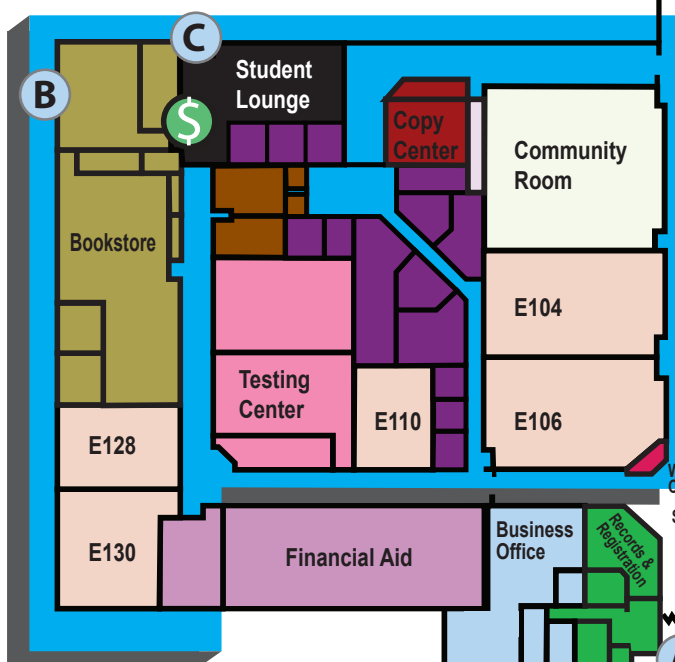 C
B
$
Student
Lounge
Copy
Center
Community
Room
Bookstore
E104
Testing
Center
E110
E106
E128
W
C
S
E130
Financial Aid
Business
Office
Records &
Registration